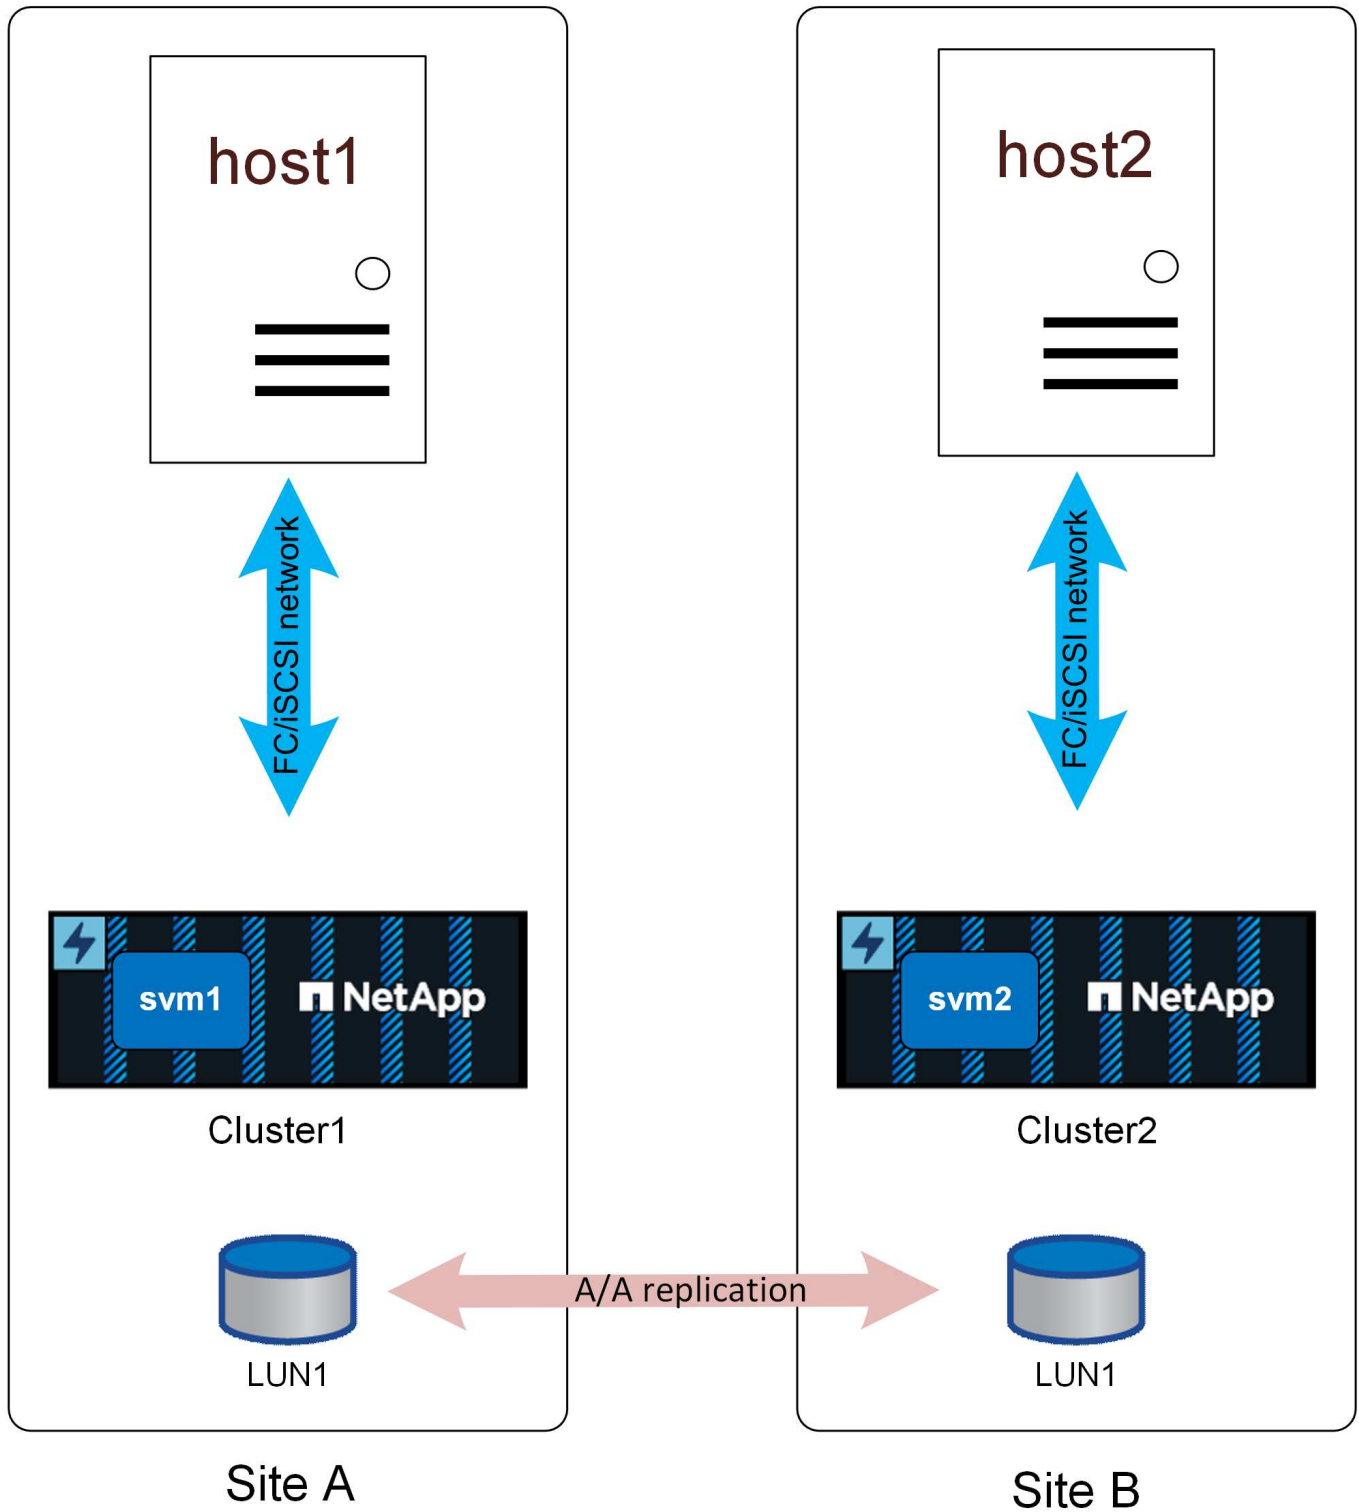 host1
host2
FC/iSCSI network
FC/iSCSI network
svm1
NetApp
svm2
NetApp
Cluster1
Cluster2
A/A replication
LUN1
LUN1
Site A
Site B